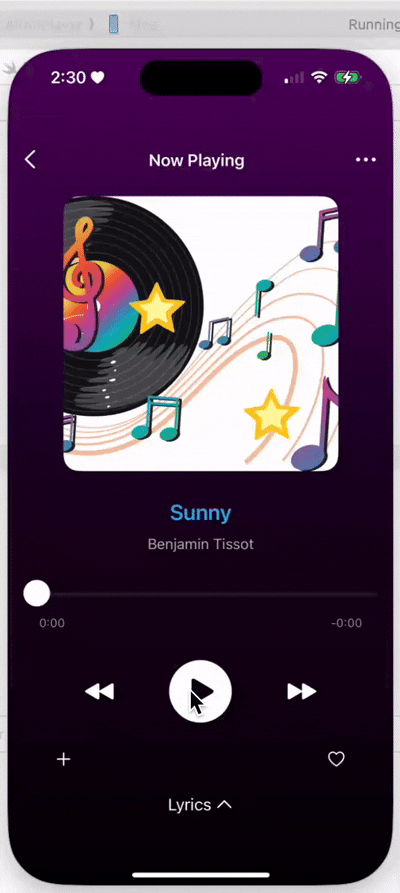 Running
2:30
Now Playing
Sunny
Benjamin Tissot
0:00
-0:00
Lyrics